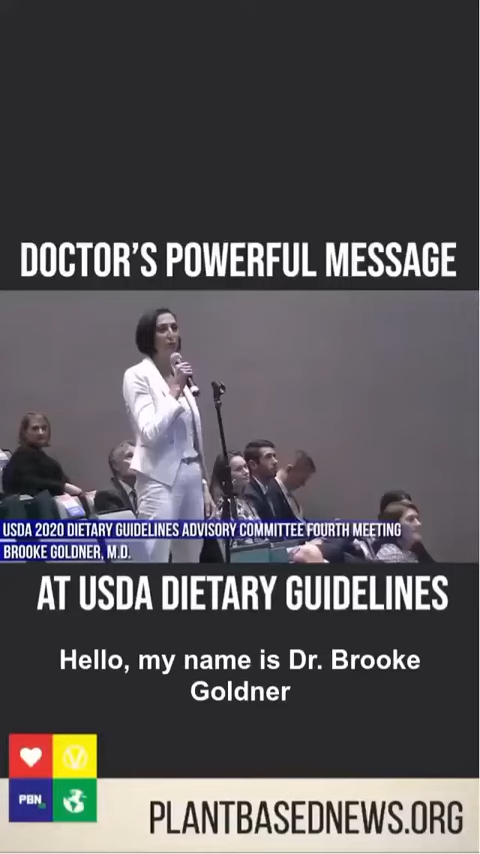 DOCTOR'S POWERFUL MESSAGE
USDA 2020 DIETARY GUIDELINES ADVISORY COMMITTEE FOURTH MEETING
BROOKE GOLDNER, M.D.
AT USDA DIETARY GUIDELINES
Hello, my name is Dr. Brooke
Goldner
PBN
PLANTBASEDNEWS.ORG